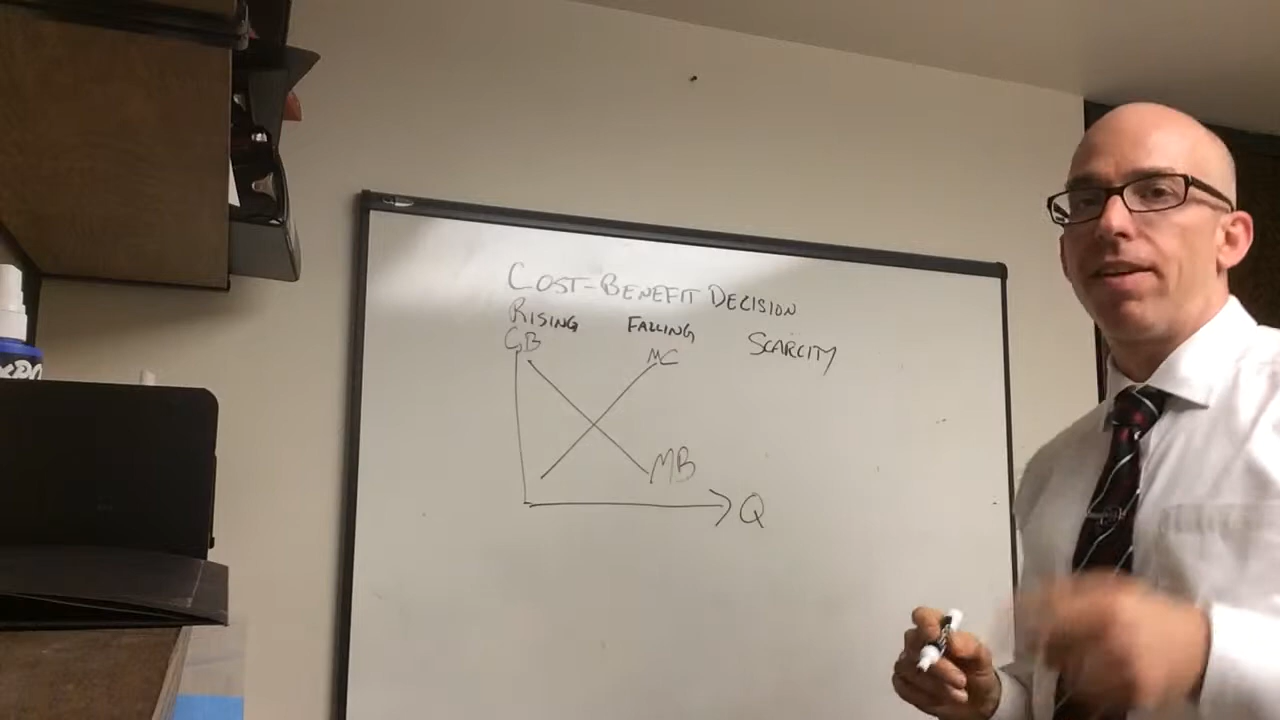 COST-BENEFIT DECISION
RISING FALLING SCARCITY
CB MC
MB
Q